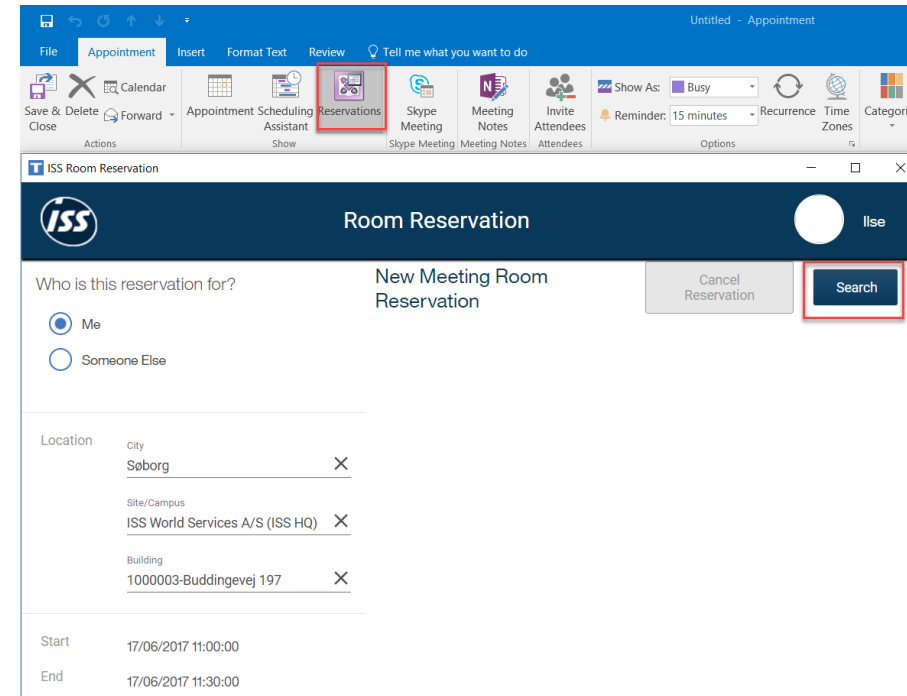 Untitled - Appointment
File Appointment Insert Format Text Review Tell me what you want to do
Save & Close
Delete
Calendar
Forward
Actions
Appointment
Scheduling Assistant
Reservations
Show
Skype Meeting
Skype Meeting
Meeting Notes
Meeting Notes
Invite Attendees
Attendees
Show As: Busy
Reminder: 15 minutes
Recurrence
Time Zones
Options
Categori
T ISS Room Reservation
ISS
Room Reservation
Ilse
Who is this reservation for?
Me
Someone Else
New Meeting Room
Reservation
Cancel
Reservation
Search
Location
City
Søborg
Site/Campus
ISS World Services A/S (ISS HQ)
Building
1000003-Buddingevej 197
Start 17/06/2017 11:00:00
End 17/06/2017 11:30:00